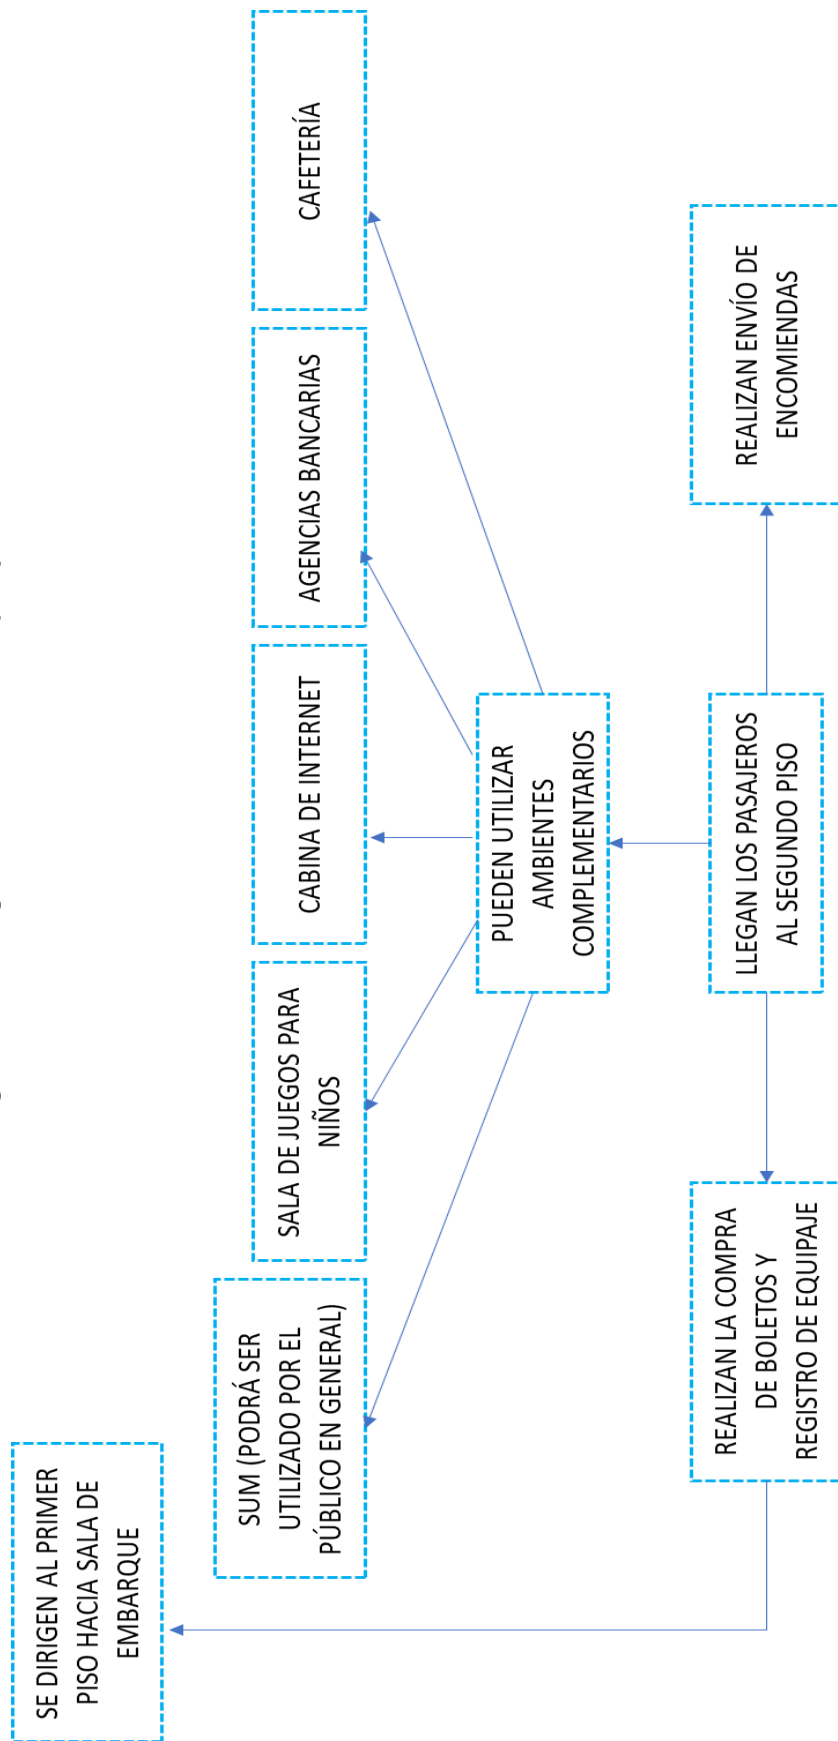 SE DIRIGEN AL PRIMER
PISO HACIA SALA DE
EMBARQUE
SUM (PODRÁ SER
UTILIZADO POR EL
PÚBLICO EN GENERAL)
SALA DE JUEGOS PARA
NIÑOS
CABINA DE INTERNET
AGENCIAS BANCARIAS
CAFETERÍA
PUEDEN UTILIZAR
AMBIENTES
COMPLEMENTARIOS
REALIZAN LA COMPRA
DE BOLETOS Y
REGISTRO DE EQUIPAJE
LLEGAN LOS PASAJEROS
AL SEGUNDO PISO
REALIZAN ENVÍO DE
ENCOMIENDAS